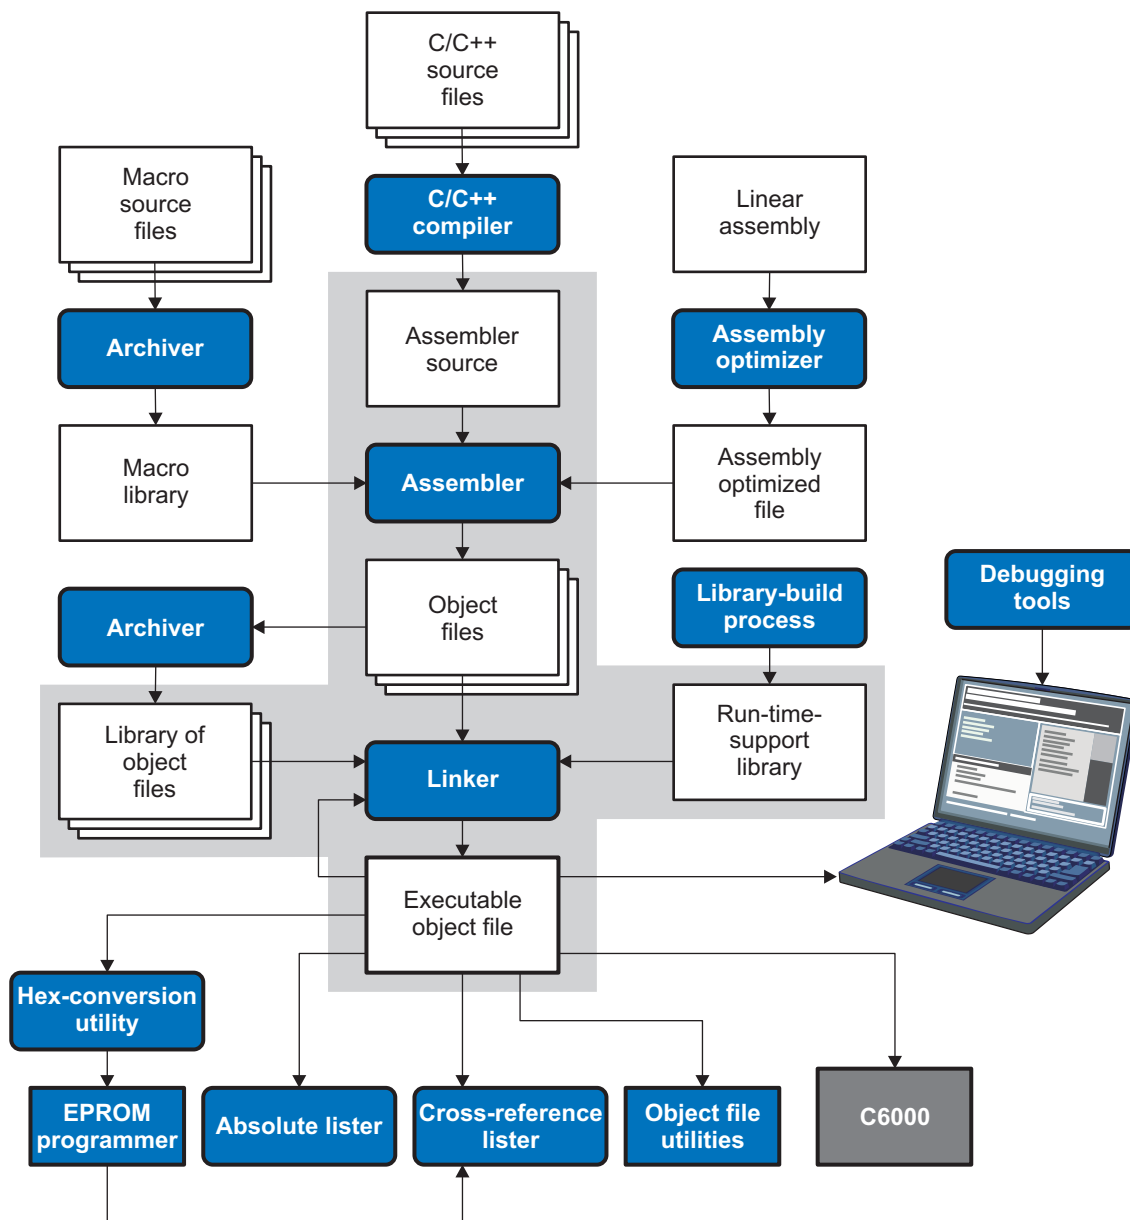 C/C++
source
files
Macro
source
files
C/C++
compiler
Linear
assembly
Archiver
Assembler
source
Assembly
optimizer
Macro
library
Assembler
Assembly
optimized
file
Archiver
Object
files
Library-build
process
Debugging
tools
Library of
object
files
Linker
Run-time-
support
library
Executable
object file
Hex-conversion
utility
EPROM
programmer
Absolute lister
Cross-reference
lister
Object file
utilities
C6000